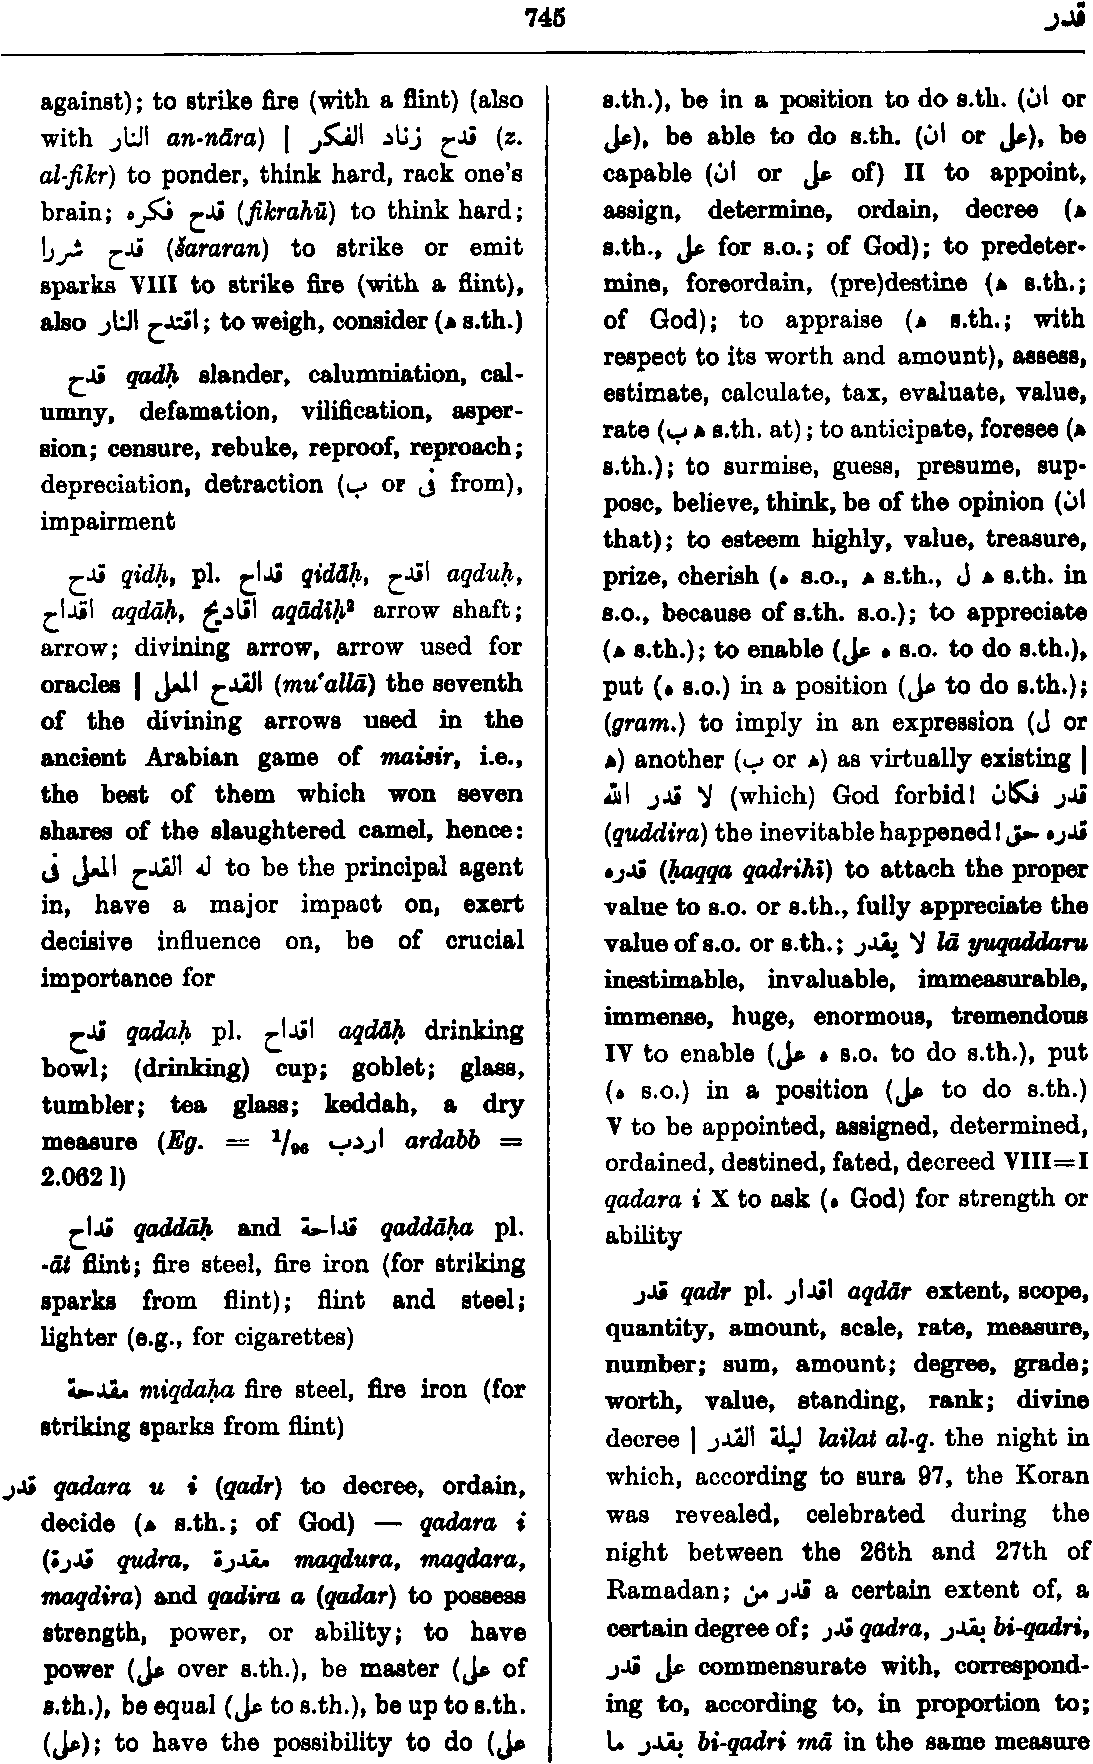 745
قدر
against); to strike fire (with a flint) (also
with النار an-nāra) | قدح زناد الفكر (z.
al-fikr) to ponder, think hard, rack one's
brain; قدح فكره (fikrahū) to think hard;
قدح شررا (šararan) to strike or emit
sparks VIII to strike fire (with a flint),
also اقتدح النار; to weigh, consider (ﻫ s.th.)
قدح qadḥ slander, calumniation, cal-
umny, defamation, vilification, asper-
sion; censure, rebuke, reproof, reproach;
depreciation, detraction (ب or فى from),
impairment
قدح qidḥ, pl. قداح qidāḥ, اقدح aqduḥ,
اقداح aqdāḥ, اقاديح aqādīḥ² arrow shaft;
arrow; divining arrow, arrow used for
oracles | القدح المعلى (mu‘allā) the seventh
of the divining arrows used in the
ancient Arabian game of maisir, i.e.,
the best of them which won seven
shares of the slaughtered camel, hence:
له القدح المعلى فى to be the principal agent
in, have a major impact on, exert
decisive influence on, be of crucial
importance for
قدح qadaḥ pl. اقداح aqdāḥ drinking
bowl; (drinking) cup; goblet; glass,
tumbler; tea glass; keddah, a dry
measure (Eg. = ¹/₉₆ اردب ardabb =
2.062 l)
قداح qaddāḥ and قداحة qaddāḥa pl.
-āt flint; fire steel, fire iron (for striking
sparks from flint); flint and steel;
lighter (e.g., for cigarettes)
مقدحة miqdaḥa fire steel, fire iron (for
striking sparks from flint)
قدر qadara u i (qadr) to decree, ordain,
decide (ﻫ s.th.; of God) — qadara i
(قدرة qudra, مقدرة maqdura, maqdara,
maqdira) and qadira a (qadar) to possess
strength, power, or ability; to have
power (على over s.th.), be master (على of
s.th.), be equal (على to s.th.), be up to s.th.
(على); to have the possibility to do (على
s.th.), be in a position to do s.th. (ان or
على), be able to do s.th. (ان or على), be
capable (ان or على of) II to appoint,
assign, determine, ordain, decree (ﻫ
s.th., على for s.o.; of God); to predeter-
mine, foreordain, (pre)destine (ﻫ s.th.;
of God); to appraise (ﻫ s.th.; with
respect to its worth and amount), assess,
estimate, calculate, tax, evaluate, value,
rate (ﻫ ب s.th. at); to anticipate, foresee (ﻫ
s.th.); to surmise, guess, presume, sup-
pose, believe, think, be of the opinion (ان
that); to esteem highly, value, treasure,
prize, cherish (ه s.o., ﻫ s.th., ﻫ ل s.th. in
s.o., because of s.th. s.o.); to appreciate
(ﻫ s.th.); to enable (ه على s.o. to do s.th.),
put (ه s.o.) in a position (على to do s.th.);
(gram.) to imply in an expression (ل or
ﻫ) another (ب or ﻫ) as virtually existing |
لا قدر الله (which) God forbid! قدر فكان
(quddira) the inevitable happened! قدره حق
قدره (ḥaqqa qadrihī) to attach the proper
value to s.o. or s.th., fully appreciate the
value of s.o. or s.th.; لا يقدر lā yuqaddaru
inestimable, invaluable, immeasurable,
immense, huge, enormous, tremendous
IV to enable (ه على s.o. to do s.th.), put
(ه s.o.) in a position (على to do s.th.)
V to be appointed, assigned, determined,
ordained, destined, fated, decreed VIII=I
qadara i X to ask (ه God) for strength or
ability
قدر qadr pl. اقدار aqdār extent, scope,
quantity, amount, scale, rate, measure,
number; sum, amount; degree, grade;
worth, value, standing, rank; divine
decree | ليلة القدر lailat al-q. the night in
which, according to sura 97, the Koran
was revealed, celebrated during the
night between the 26th and 27th of
Ramadan; قدر من a certain extent of, a
certain degree of; قدر qadra, بقدر bi-qadri,
على قدر commensurate with, correspond-
ing to, according to, in proportion to;
بقدر ما bi-qadri mā in the same measure